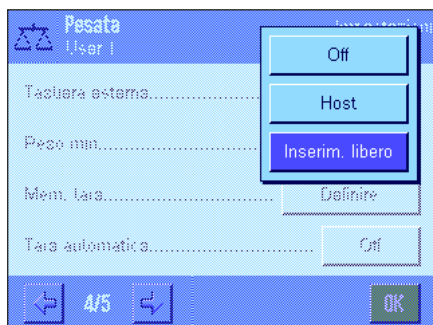 Pesata
User 1
Off
Tastiera esterna
Host
Peso min.
Inserim. libero
Mem. tara
Definire
Tara automatica
Off
4/5
OK